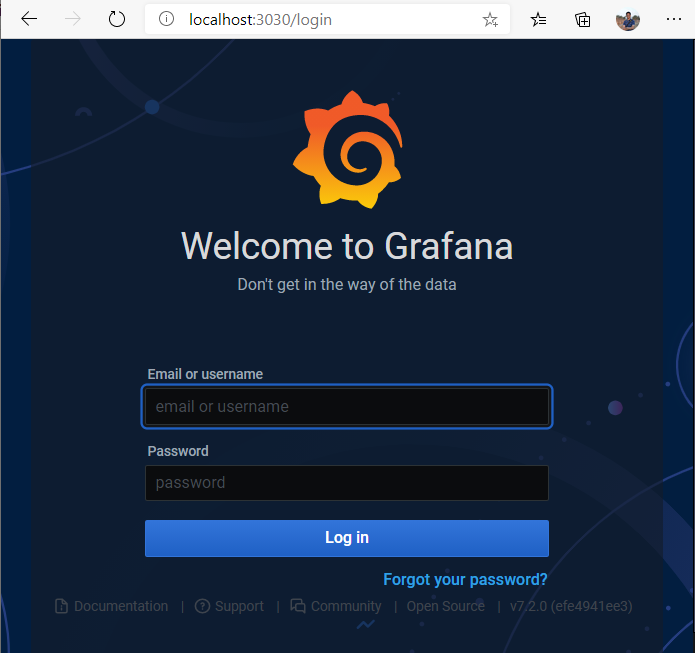 localhost:3030/login
Welcome to Grafana
Don't get in the way of the data
Email or username
email or username
Password
password
Log in
Forgot your password?
Documentation | Support | Community | Open Source | v7.2.0 (efe4941ee3)